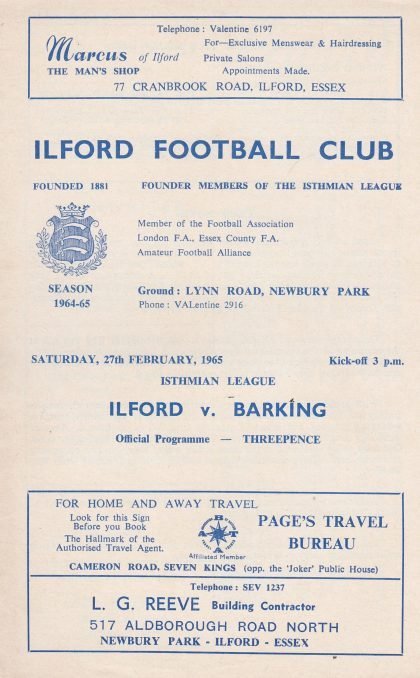 Telephone : Valentine 6197
Marcus of Ilford
THE MAN'S SHOP
For—Exclusive Menswear & Hairdressing
Private Salons
Appointments Made.
77 CRANBROOK ROAD, ILFORD, ESSEX
ILFORD FOOTBALL CLUB
FOUNDED 1881 FOUNDER MEMBERS OF THE ISTHMIAN LEAGUE
Member of the Football Association
London F.A., Essex County F.A.
Amateur Football Alliance
SEASON
1964-65
Ground : LYNN ROAD, NEWBURY PARK
Phone : VALentine 2916
SATURDAY, 27th FEBRUARY, 1965 Kick-off 3 p.m.
ISTHMIAN LEAGUE
ILFORD v. BARKING
Official Programme — THREEPENCE
FOR HOME AND AWAY TRAVEL
Look for this Sign
Before you Book
The Hallmark of the
Authorised Travel Agent.
A B T A
Affiliated Member
PAGE'S TRAVEL
BUREAU
CAMERON ROAD, SEVEN KINGS (opp. the 'Joker' Public House)
Telephone : SEV 1237
L. G. REEVE Building Contractor
517 ALDBOROUGH ROAD NORTH
NEWBURY PARK - ILFORD - ESSEX